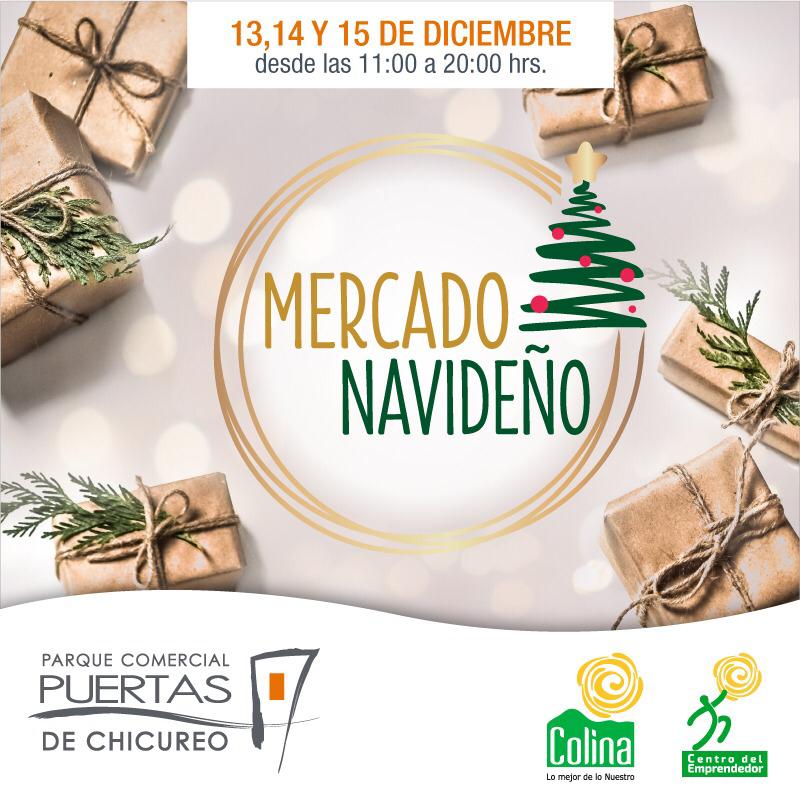 13,14 Y 15 DE DICIEMBRE
desde las 11:00 a 20:00 hrs.
MERCADO
NAVIDEÑO
PARQUE COMERCIAL
PUERTAS
DE CHICUREO
Colina
Lo mejor de lo Nuestro
Centro del
Emprendedor